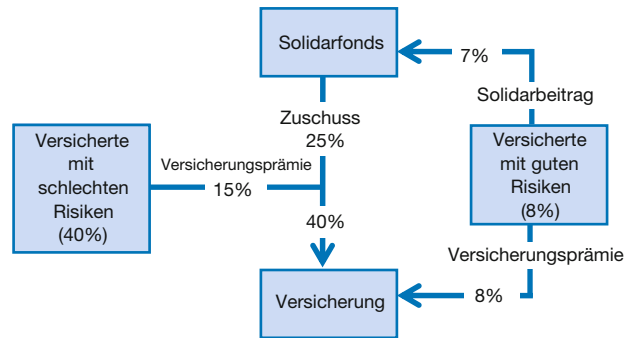 Solidarfonds
7%
Solidarbeitrag
Zuschuss
25%
Versicherte
mit
schlechten
Risiken
(40%)
Versicherungsprämie
15%
Versicherte
mit guten
Risiken
(8%)
40%
Versicherungsprämie
Versicherung
8%